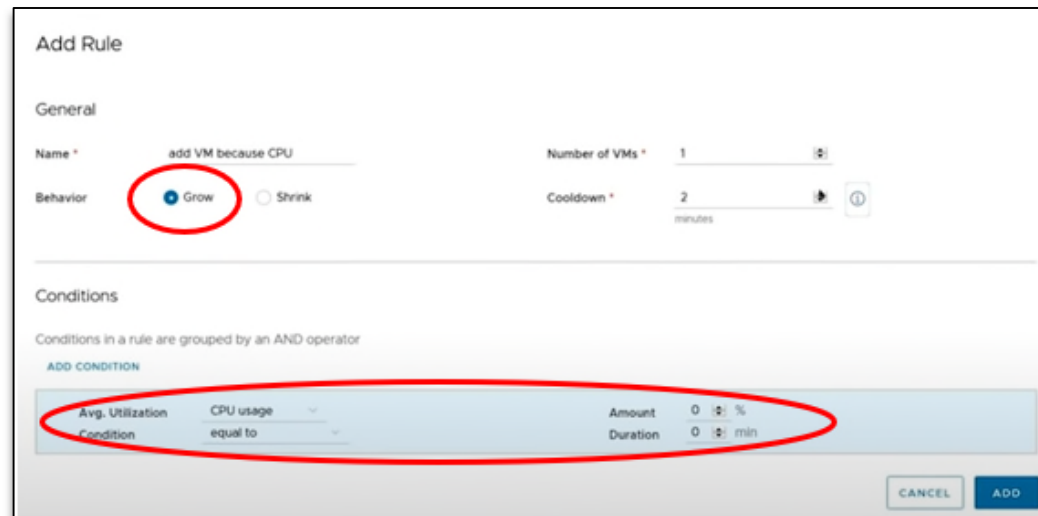 Add Rule
General
Name * add VM because CPU Number of VMs * 1
Behavior Grow Shrink Cooldown * 2
minutes
Conditions
Conditions in a rule are grouped by an AND operator
ADD CONDITION
Avg. Utilization CPU usage Amount 0 %
Condition equal to Duration 0 min
CANCEL ADD